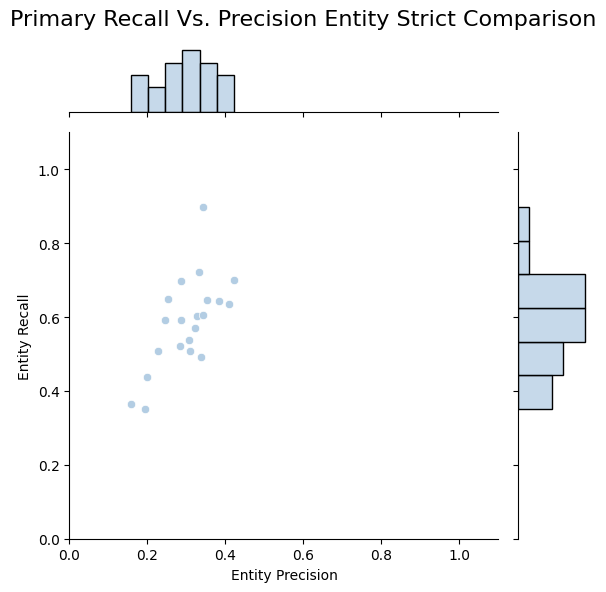 Primary Recall Vs. Precision Entity Strict Comparison
1.0
0.8
0.6
0.4
0.2
0.0
Entity Recall
0.0 0.2 0.4 0.6 0.8 1.0
Entity Precision